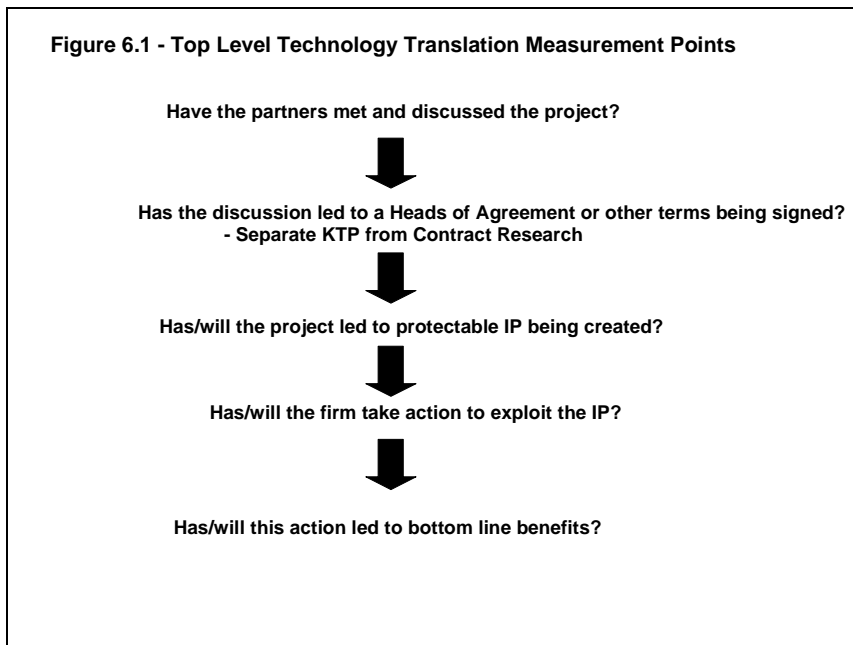 Figure 6.1 - Top Level Technology Translation Measurement Points
Have the partners met and discussed the project?
Has the discussion led to a Heads of Agreement or other terms being signed?
- Separate KTP from Contract Research
Has/will the project led to protectable IP being created?
Has/will the firm take action to exploit the IP?
Has/will this action led to bottom line benefits?